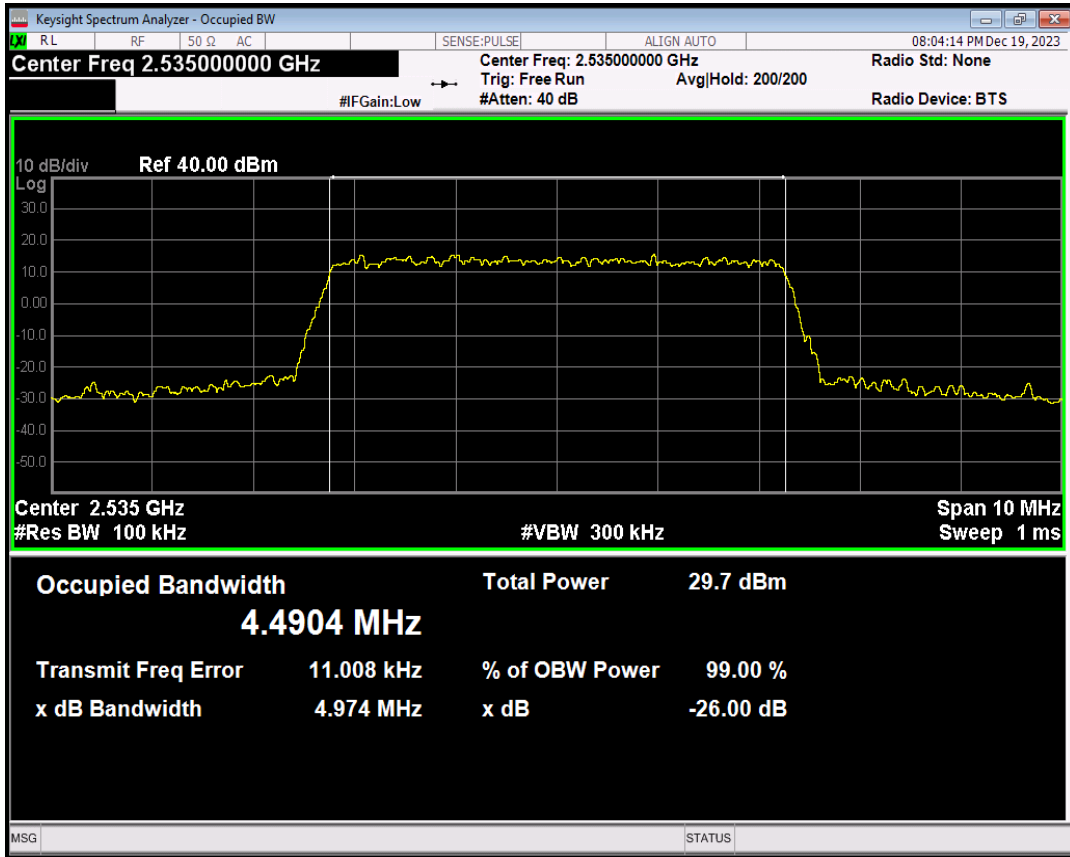 Keysight Spectrum Analyzer - Occupied BW
LXI RL RF 50 Ω AC SENSE:PULSE ALIGN AUTO 08:04:14 PM Dec 19, 2023
Center Freq 2.535000000 GHz Center Freq: 2.535000000 GHz Radio Std: None
Trig: Free Run Avg|Hold: 200/200
#IFGain:Low #Atten: 40 dB Radio Device: BTS
10 dB/div Ref 40.00 dBm
Log
30.0
20.0
10.0
0.00
-10.0
-20.0
-30.0
-40.0
-50.0
Center 2.535 GHz Span 10 MHz
#Res BW 100 kHz #VBW 300 kHz Sweep 1 ms
Occupied Bandwidth Total Power 29.7 dBm
4.4904 MHz
Transmit Freq Error 11.008 kHz % of OBW Power 99.00 %
x dB Bandwidth 4.974 MHz x dB -26.00 dB
MSG STATUS